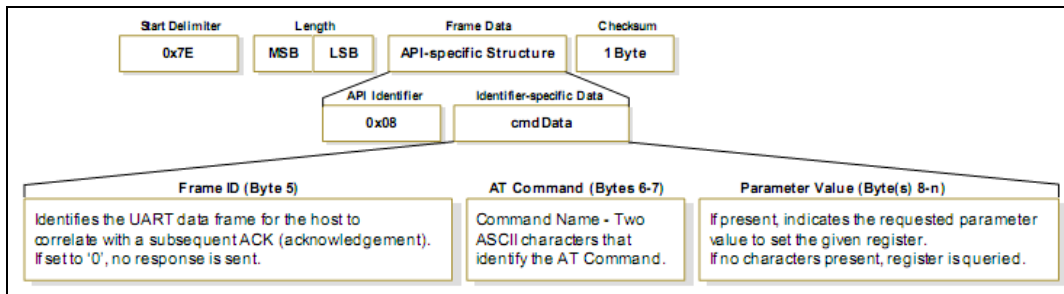 Start Delimiter
Length
Frame Data
Checksum
0x7E
MSB
LSB
API-specific Structure
1 Byte
API Identifier
Identifier-specific Data
0x08
cmdData
Frame ID (Byte 5)
Identifies the UART data frame for the host to
correlate with a subsequent ACK (acknowledgement).
If set to '0', no response is sent.
AT Command (Bytes 6-7)
Command Name - Two
ASCII characters that
identify the AT Command.
Parameter Value (Byte(s) 8-n)
If present, indicates the requested parameter
value to set the given register.
If no characters present, register is queried.